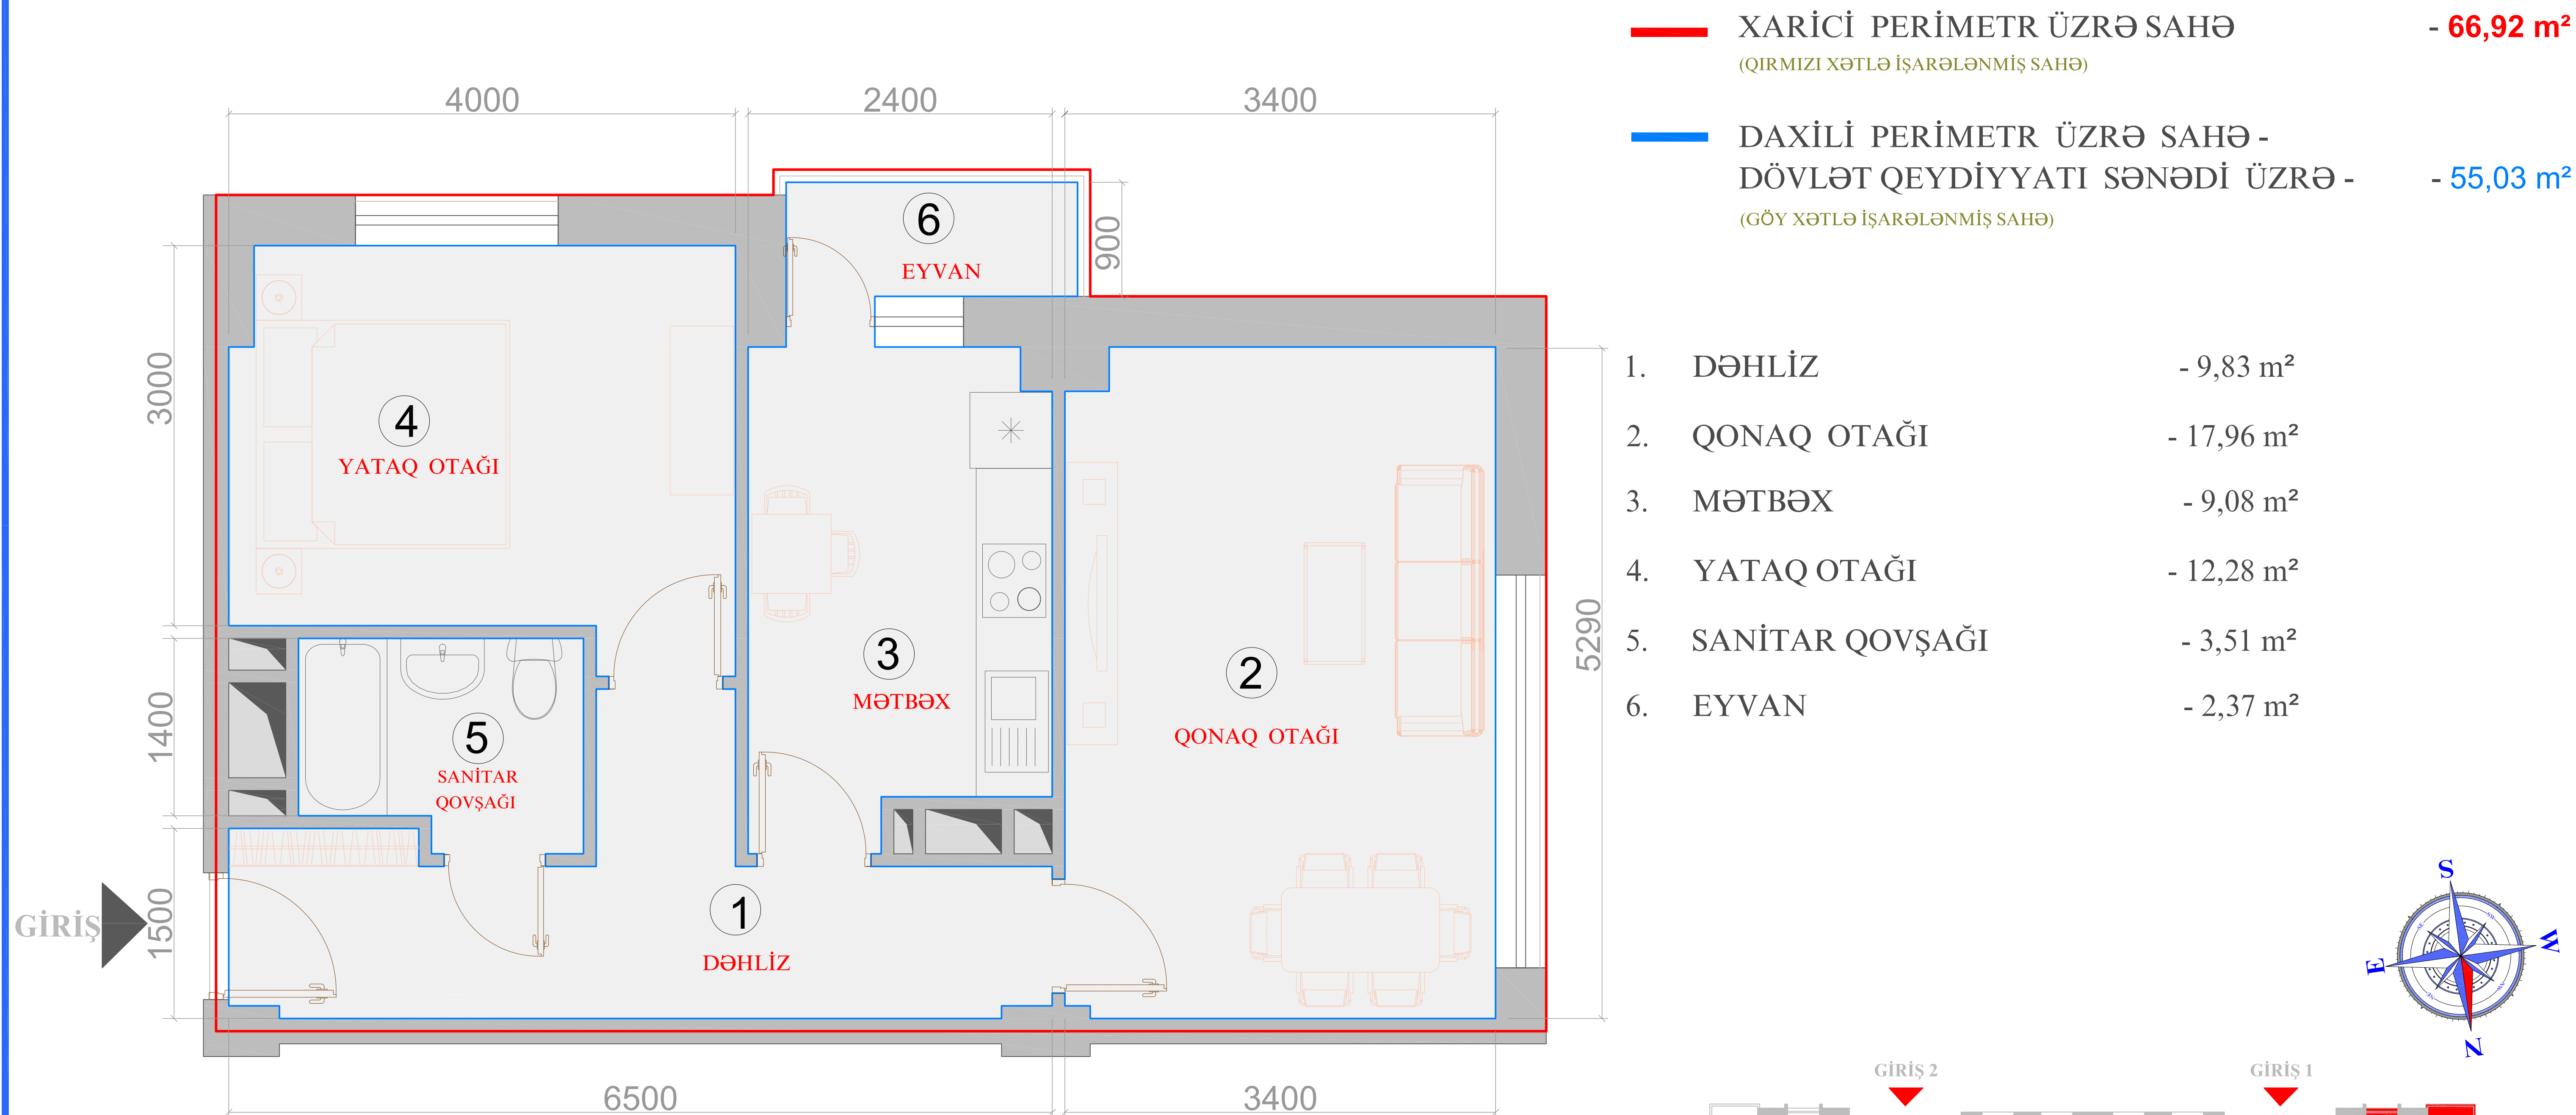 XARİCİ PERİMETR ÜZRƏ SAHƏ - 66,92 m²
(QIRMIZI XƏTLƏ İŞARƏLƏNMİŞ SAHƏ)
DAXİLİ PERİMETR ÜZRƏ SAHƏ -
DÖVLƏT QEYDİYYATI SƏNƏDİ ÜZRƏ - - 55,03 m²
(GÖY XƏTLƏ İŞARƏLƏNMİŞ SAHƏ)
4000 2400 3400
6
EYVAN
900
3000
4
YATAQ OTAĞI
3
MƏTBƏX
2
QONAQ OTAĞI
5290
1400
5
SANİTAR
QOVŞAĞI
GİRİŞ
1500
1
DƏHLİZ
6500 3400
1. DƏHLİZ - 9,83 m²
2. QONAQ OTAĞI - 17,96 m²
3. MƏTBƏX - 9,08 m²
4. YATAQ OTAĞI - 12,28 m²
5. SANİTAR QOVŞAĞI - 3,51 m²
6. EYVAN - 2,37 m²
S
W
E
N
GİRİŞ 2 GİRİŞ 1